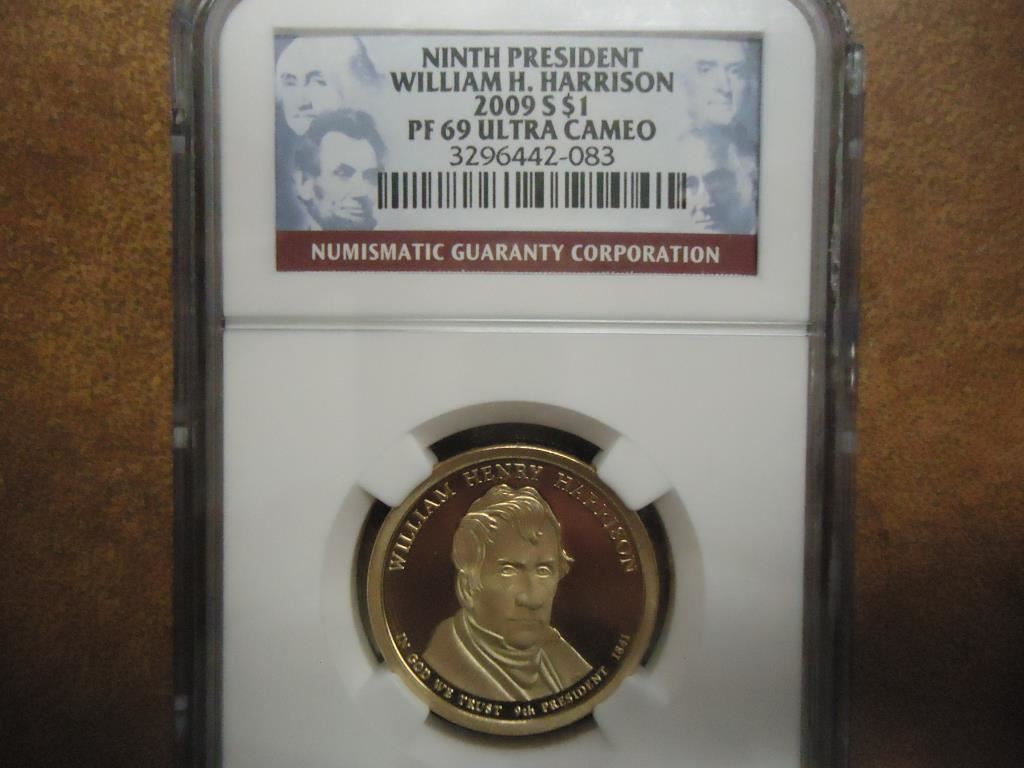 NINTH PRESIDENT
WILLIAM H. HARRISON
2009 S $1
PF 69 ULTRA CAMEO
3296442-083
NUMISMATIC GUARANTY CORPORATION
WILLIAM HENRY HARRISON
IN GOD WE TRUST 9th PRESIDENT 1841